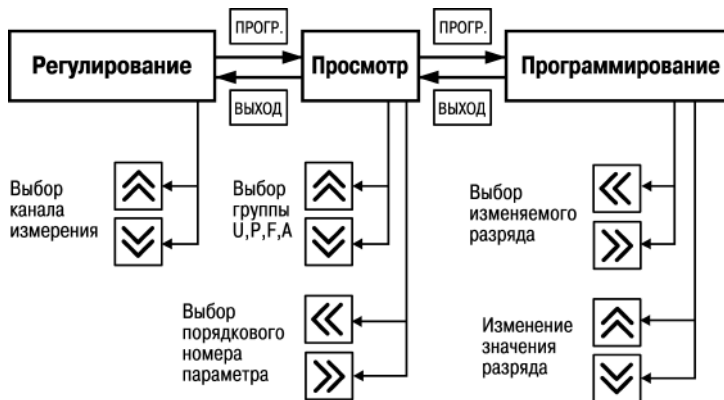 ПРОГР.
ПРОГР.
Регулирование
Просмотр
Программирование
ВЫХОД
ВЫХОД
Выбор
канала
измерения
Выбор
группы
U,P,F,A
Выбор
изменяемого
разряда
Выбор
порядкового
номера
параметра
Изменение
значения
разряда